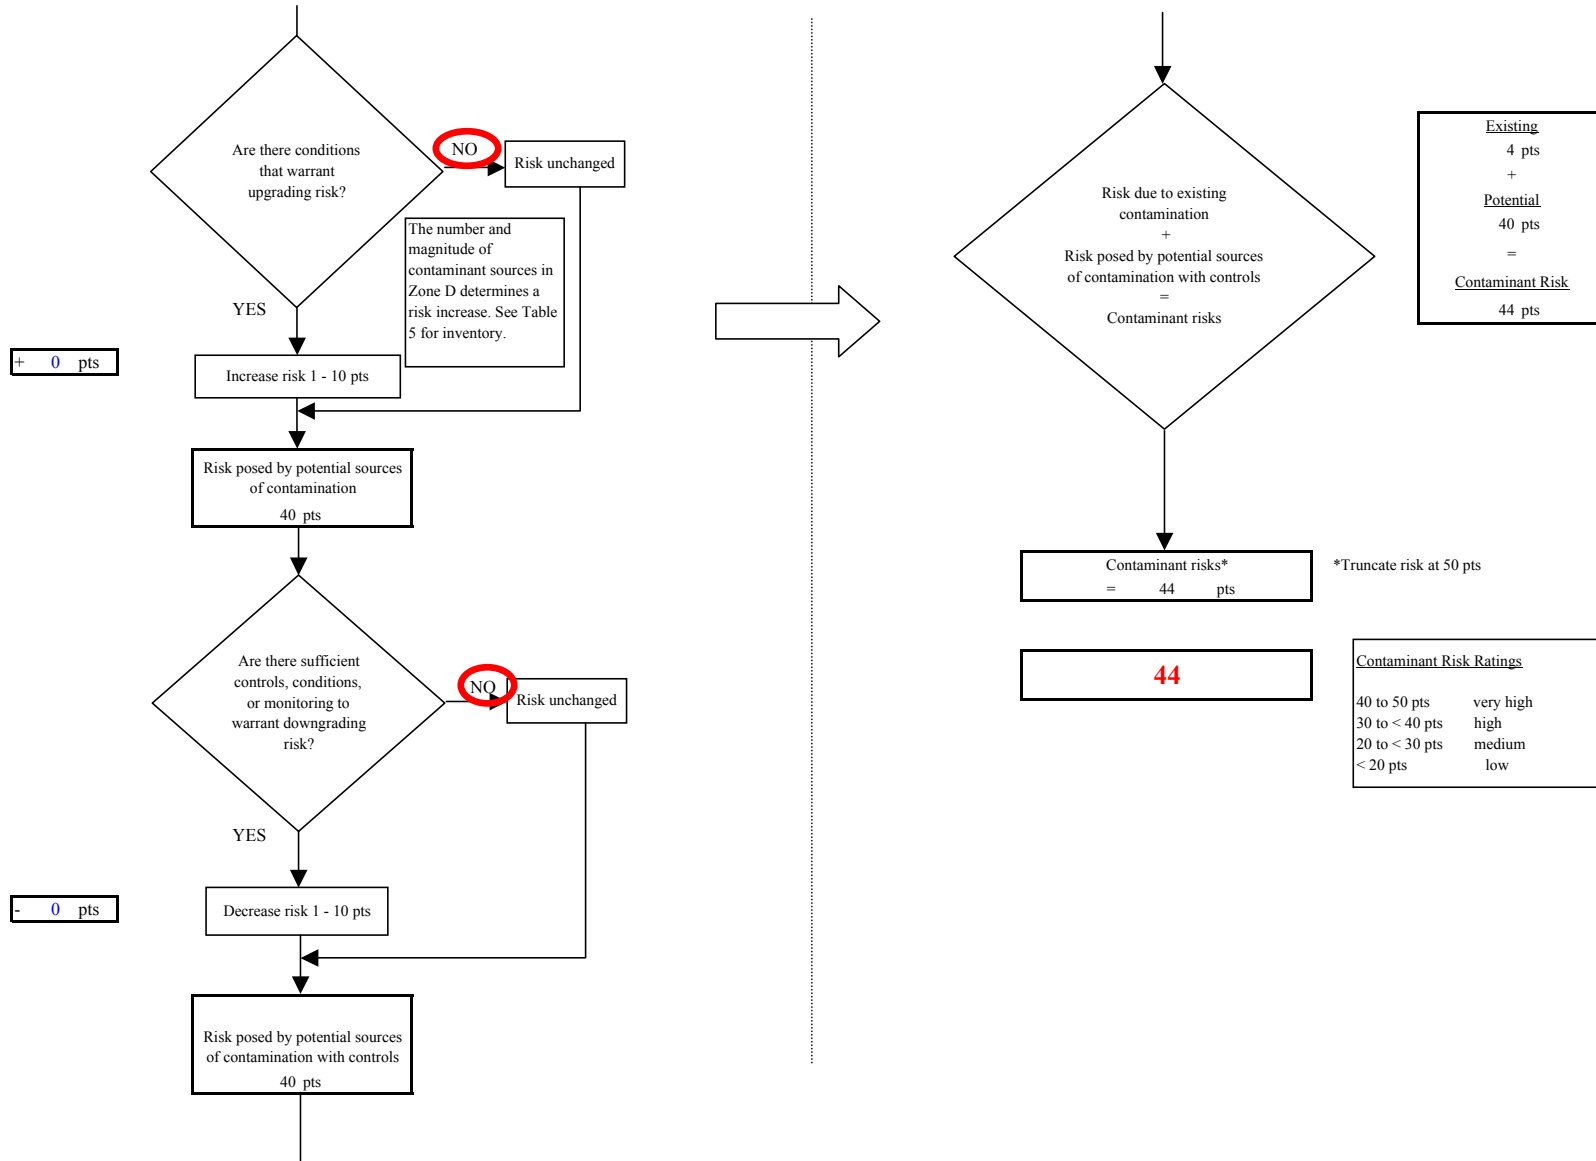 Are there conditions
that warrant
upgrading risk?
NO
Risk unchanged
The number and
magnitude of
contaminant sources in
Zone D determines a
risk increase. See Table
5 for inventory.
YES
+ 0 pts
Increase risk 1 - 10 pts
Risk posed by potential sources
of contamination
40 pts
Are there sufficient
controls, conditions,
or monitoring to
warrant downgrading
risk?
NO
Risk unchanged
YES
- 0 pts
Decrease risk 1 - 10 pts
Risk posed by potential sources
of contamination with controls
40 pts
Risk due to existing
contamination
+
Risk posed by potential sources
of contamination with controls
=
Contaminant risks
Existing
4 pts
+
Potential
40 pts
=
Contaminant Risk
44 pts
Contaminant risks*
= 44 pts
*Truncate risk at 50 pts
44
Contaminant Risk Ratings
40 to 50 pts very high
30 to < 40 pts high
20 to < 30 pts medium
< 20 pts low